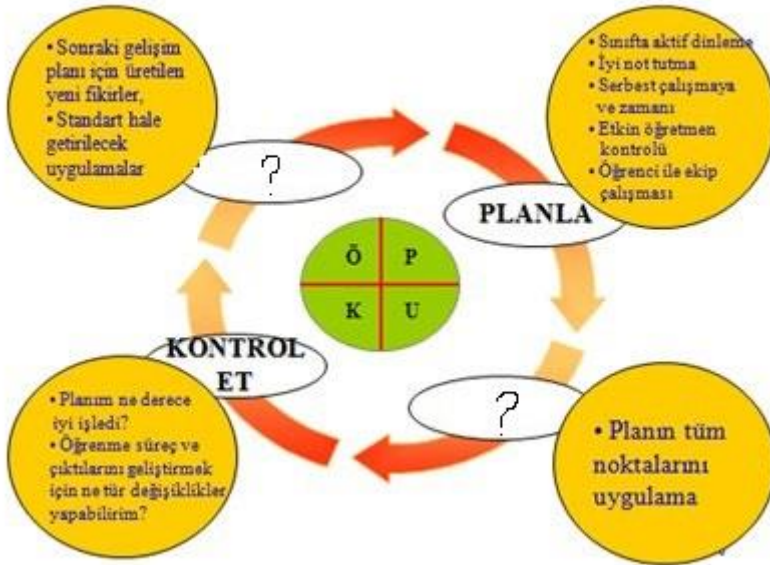 • Sonraki gelişim
planı için üretilen
yeni fikirler,
• Standart hale
getirilecek
uygulamalar
?
• Sınıfta aktif dinleme
• İyi not tutma
• Serbest çalışmaya
ve zamanı
• Etkin öğretmen
kontrolü
• Öğrenci ile ekip
çalışması
PLANLA
Ö P
K U
KONTROL
ET
• Planım ne derece
iyi işledi?
• Öğrenme süreç ve
çıktılarını geliştirmek
için ne tür değişiklikler
yapabilirim?
?
• Planın tüm
noktalarını
uygulama